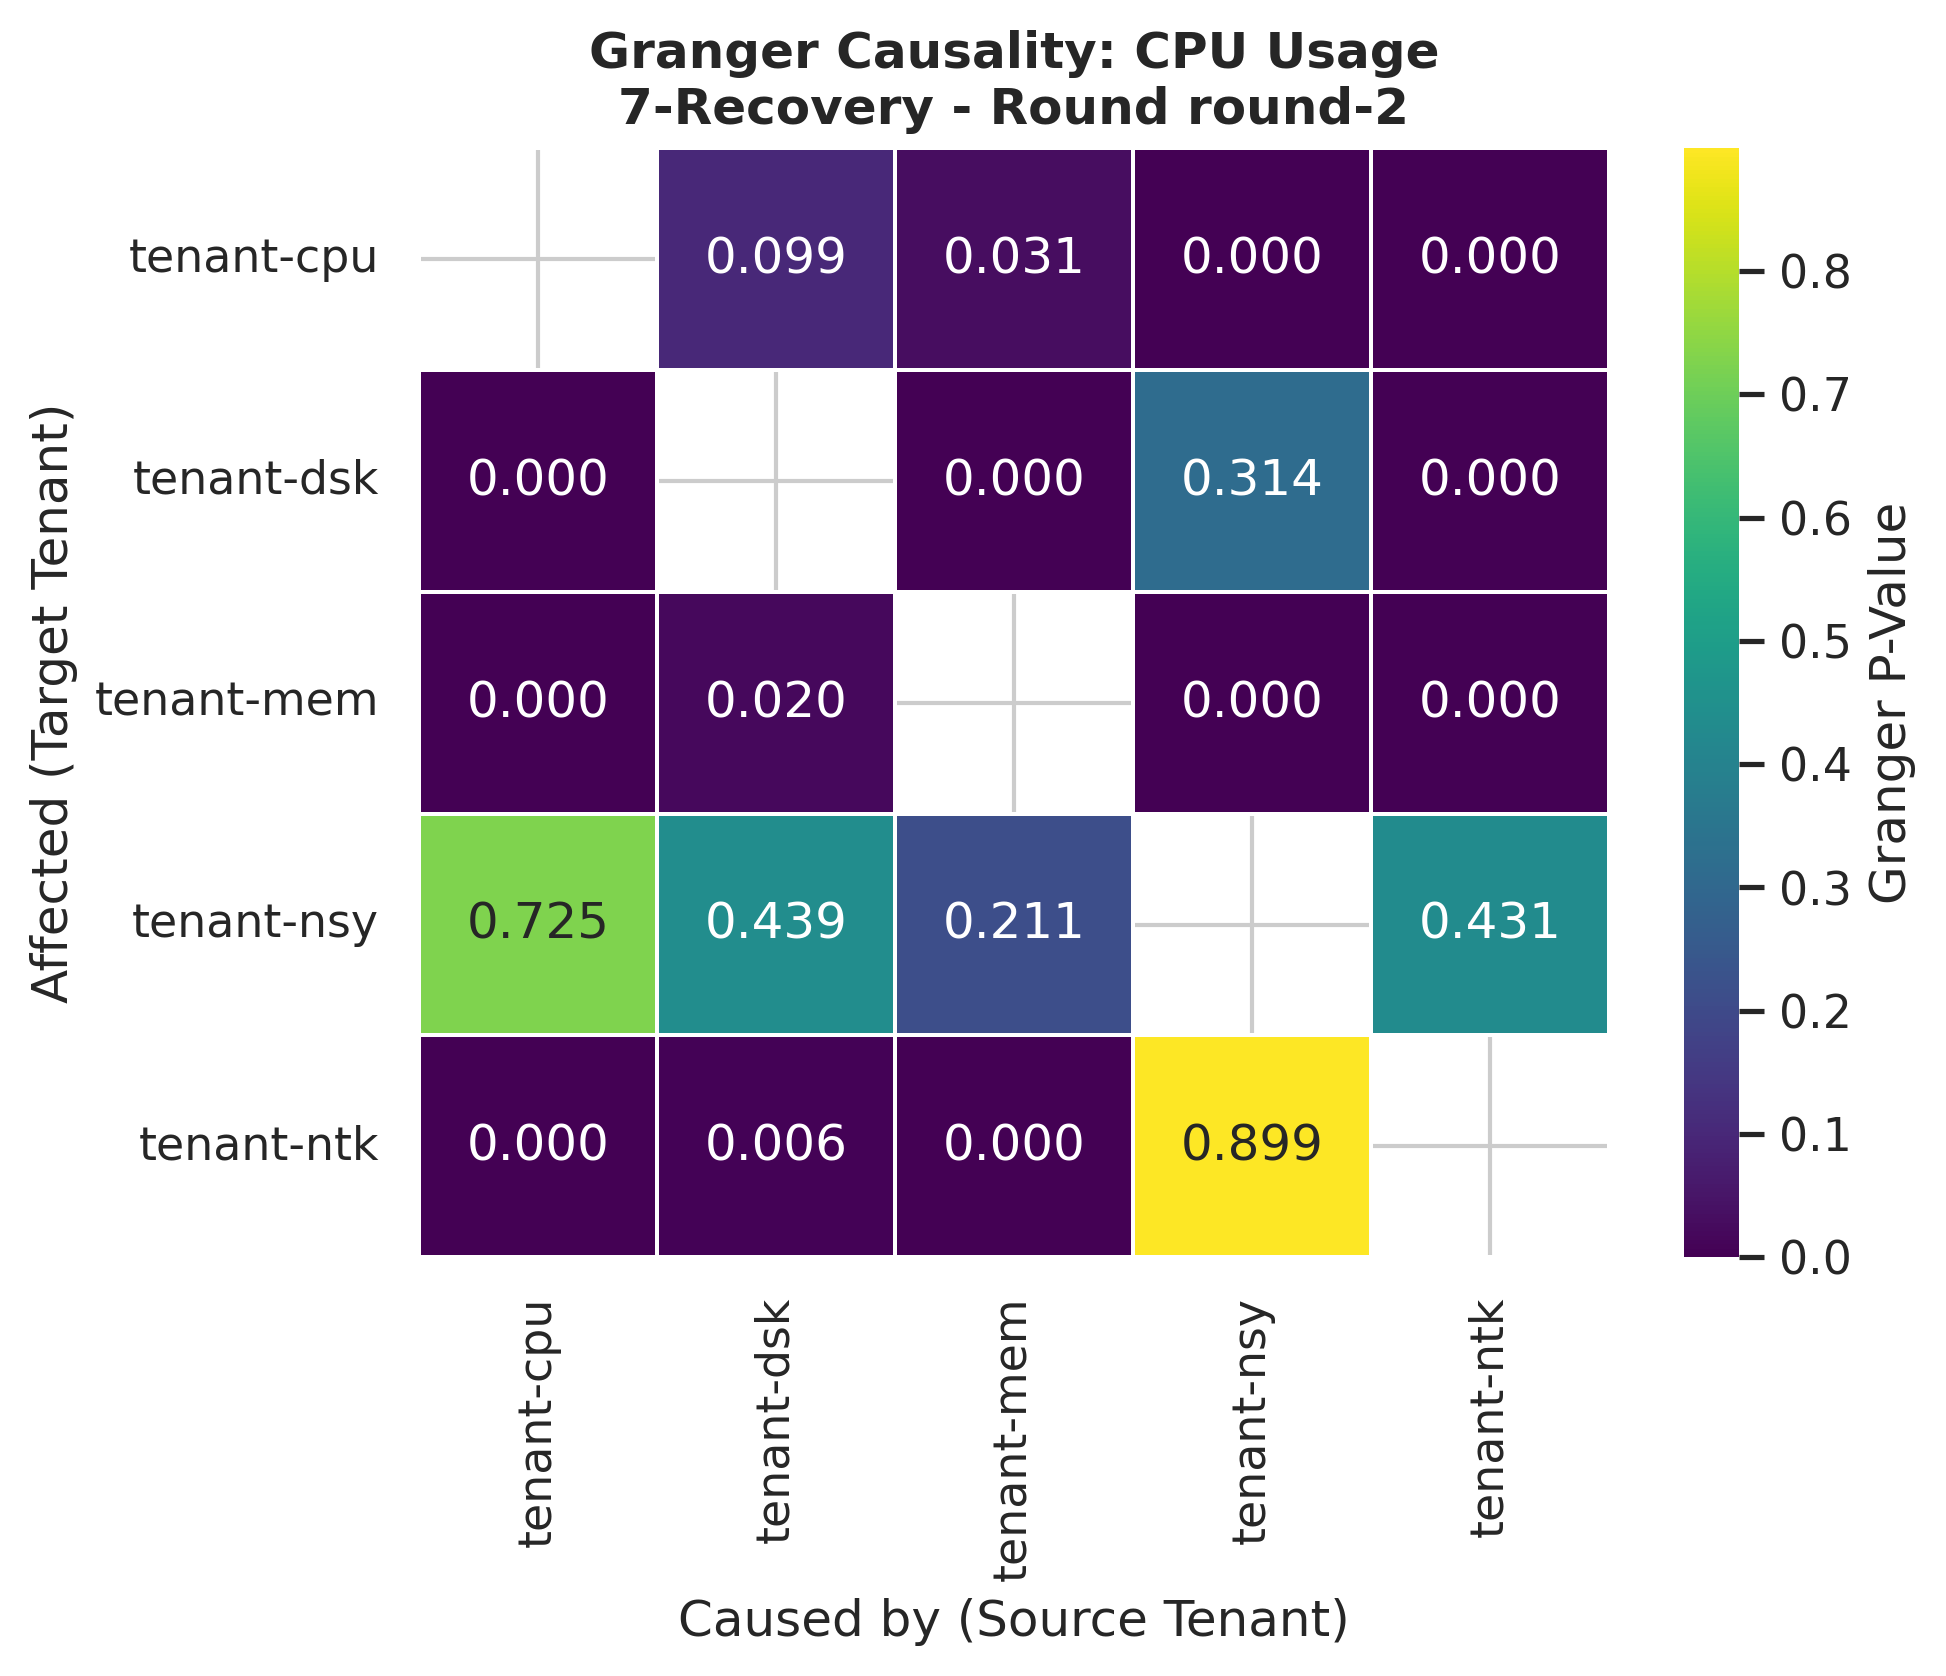 Granger Causality: CPU Usage
7-Recovery - Round round-2
Affected (Target Tenant)
tenant-cpu
0.099 0.031 0.000 0.000
tenant-dsk
0.000 0.000 0.314 0.000
tenant-mem
0.000 0.020 0.000 0.000
tenant-nsy
0.725 0.439 0.211 0.431
tenant-ntk
0.000 0.006 0.000 0.899
tenant-cpu
tenant-dsk
tenant-mem
tenant-nsy
tenant-ntk
Caused by (Source Tenant)
0.8
0.7
0.6
0.5
0.4
0.3
0.2
0.1
0.0
Granger P-Value